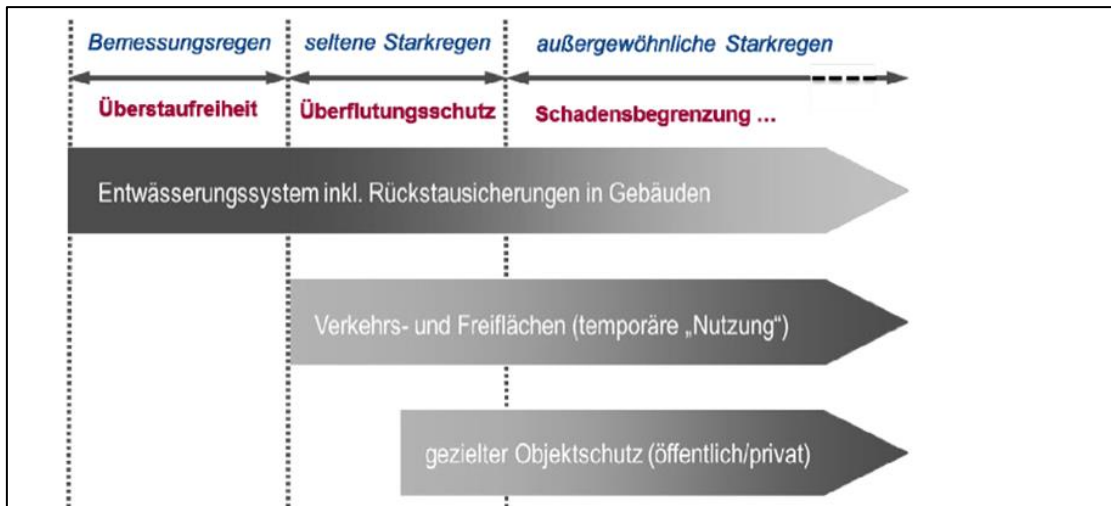 Bemessungsregen seltene Starkregen außergewöhnliche Starkregen
Überstaufreiheit Überflutungsschutz Schadensbegrenzung ...
Entwässerungssystem inkl. Rückstausicherungen in Gebäuden
Verkehrs- und Freiflächen (temporäre „Nutzung“)
gezielter Objektschutz (öffentlich/privat)